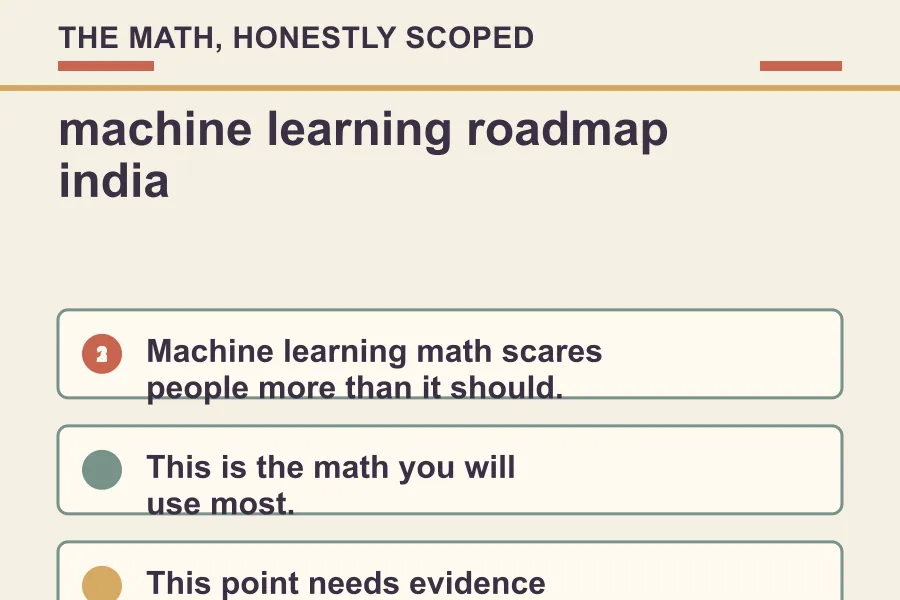 THE MATH, HONESTLY SCOPED
machine learning roadmap
india
Machine learning math scares
people more than it should.
This is the math you will
use most.
This point needs evidence